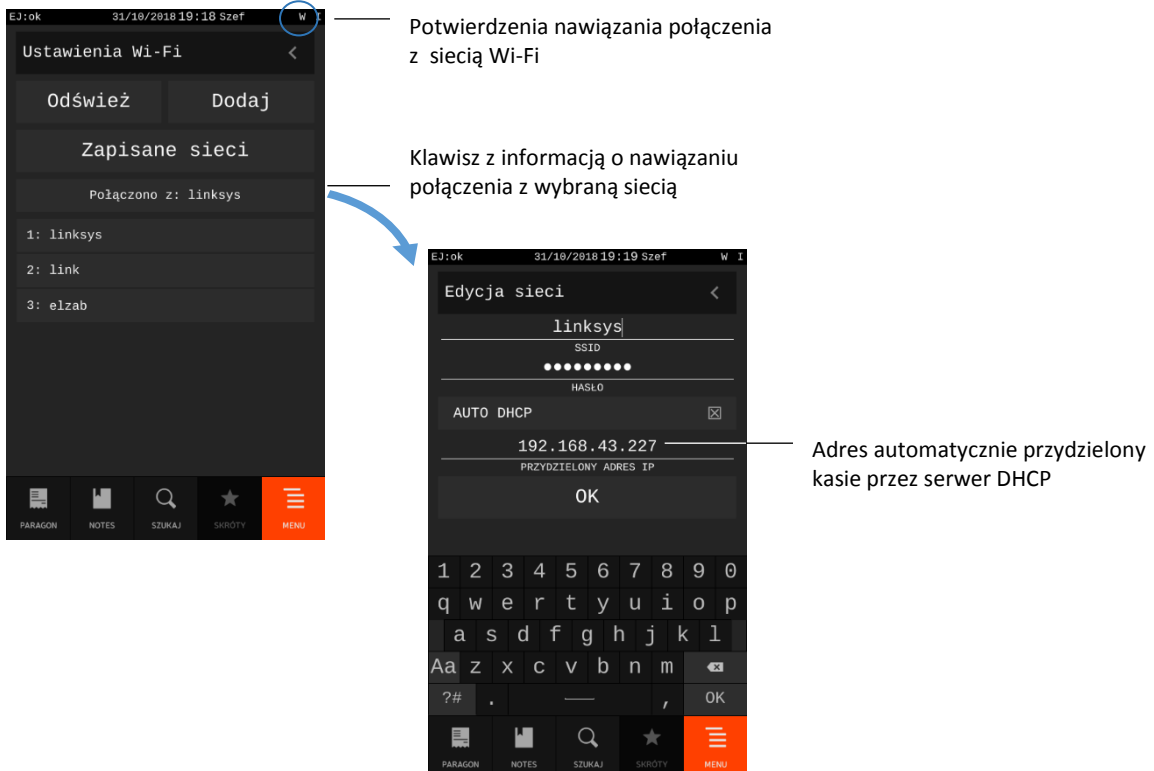 EJ:ok 31/10/2018 19:18 Szef W I
Ustawienia Wi-Fi <
Odśwież Dodaj
Zapisane sieci
Połączono z: linksys
1: linksys
2: link
3: elzab
PARAGON NOTES SZUKAJ SKRÓTY MENU
Potwierdzenia nawiązania połączenia
z siecią Wi-Fi
Klawisz z informacją o nawiązaniu
połączenia z wybraną siecią
EJ:ok 31/10/2018 19:19 Szef W I
Edycja sieci <
linksys
SSID
●●●●●●●●●
HASŁO
AUTO DHCP
192.168.43.227
PRZYDZIELONY ADRES IP
OK
1 2 3 4 5 6 7 8 9 0
q w e r t y u i o p
a s d f g h j k l
Aa z x c v b n m
?# . , OK
PARAGON NOTES SZUKAJ SKRÓTY MENU
Adres automatycznie przydzielony
kasie przez serwer DHCP